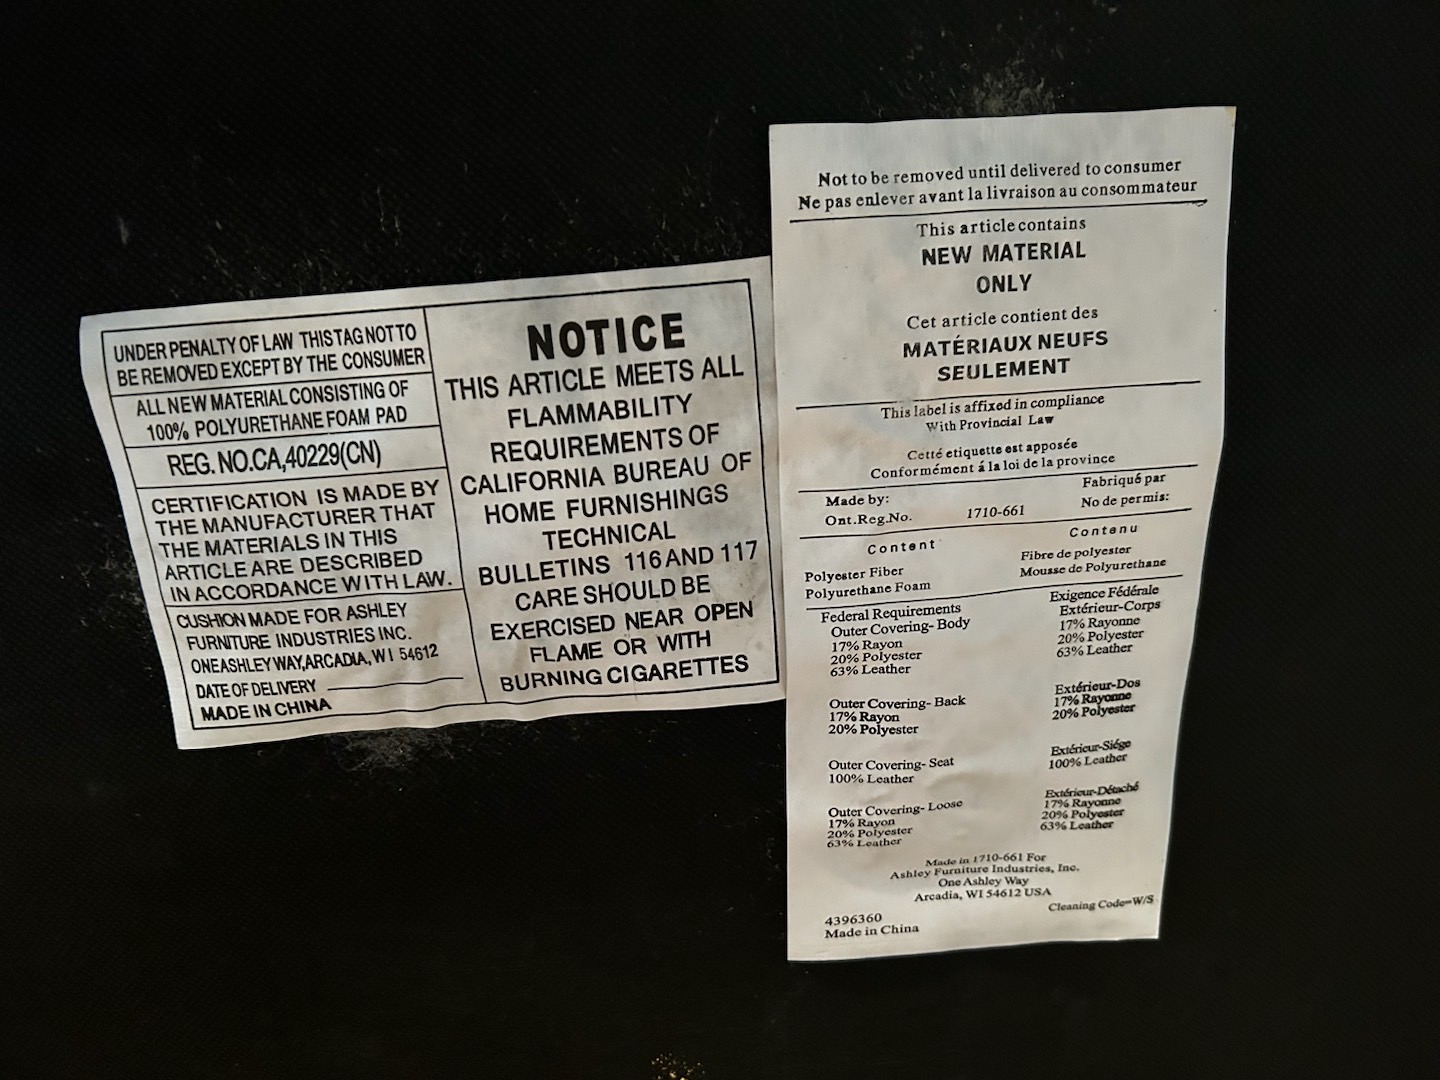 UNDER PENALTY OF LAW THIS TAG NOT TO
BE REMOVED EXCEPT BY THE CONSUMER
ALL NEW MATERIAL CONSISTING OF
100% POLYURETHANE FOAM PAD
REG. NO.CA,40229(CN)
CERTIFICATION IS MADE BY
THE MANUFACTURER THAT
THE MATERIALS IN THIS
ARTICLE ARE DESCRIBED
IN ACCORDANCE WITH LAW.
CUSHION MADE FOR ASHLEY
FURNITURE INDUSTRIES INC.
ONE ASHLEY WAY, ARCADIA, WI 54612
DATE OF DELIVERY
MADE IN CHINA
NOTICE
THIS ARTICLE MEETS ALL
FLAMMABILITY
REQUIREMENTS OF
CALIFORNIA BUREAU OF
HOME FURNISHINGS
TECHNICAL
BULLETINS 116 AND 117
CARE SHOULD BE
EXERCISED NEAR OPEN
FLAME OR WITH
BURNING CIGARETTES
Not to be removed until delivered to consumer
Ne pas enlever avant la livraison au consommateur
This article contains
NEW MATERIAL
ONLY
Cet article contient des
MATÉRIAUX NEUFS
SEULEMENT
This label is affixed in compliance
With Provincial Law
Cetté etiquette est apposée
Conformément á la loi de la province
Made by: Fabriqué par
Ont.Reg.No. 1710-661 No de permis:
Content Contenu
Polyester Fiber Fibre de polyester
Polyurethane Foam Mousse de Polyurethane
Federal Requirements Exigence Fédérale
Outer Covering- Body Extérieur-Corps
17% Rayon 17% Rayonne
20% Polyester 20% Polyester
63% Leather 63% Leather
Outer Covering- Back Extérieur-Dos
17% Rayon 17% Rayonne
20% Polyester 20% Polyester
Outer Covering- Seat Extérieur-Siége
100% Leather 100% Leather
Outer Covering- Loose Extérieur-Détaché
17% Rayon 17% Rayonne
20% Polyester 20% Polyester
63% Leather 63% Leather
Made in 1710-661 For
Ashley Furniture Industries, Inc.
One Ashley Way
Arcadia, WI 54612 USA
Cleaning Code=W/S
4396360
Made in China